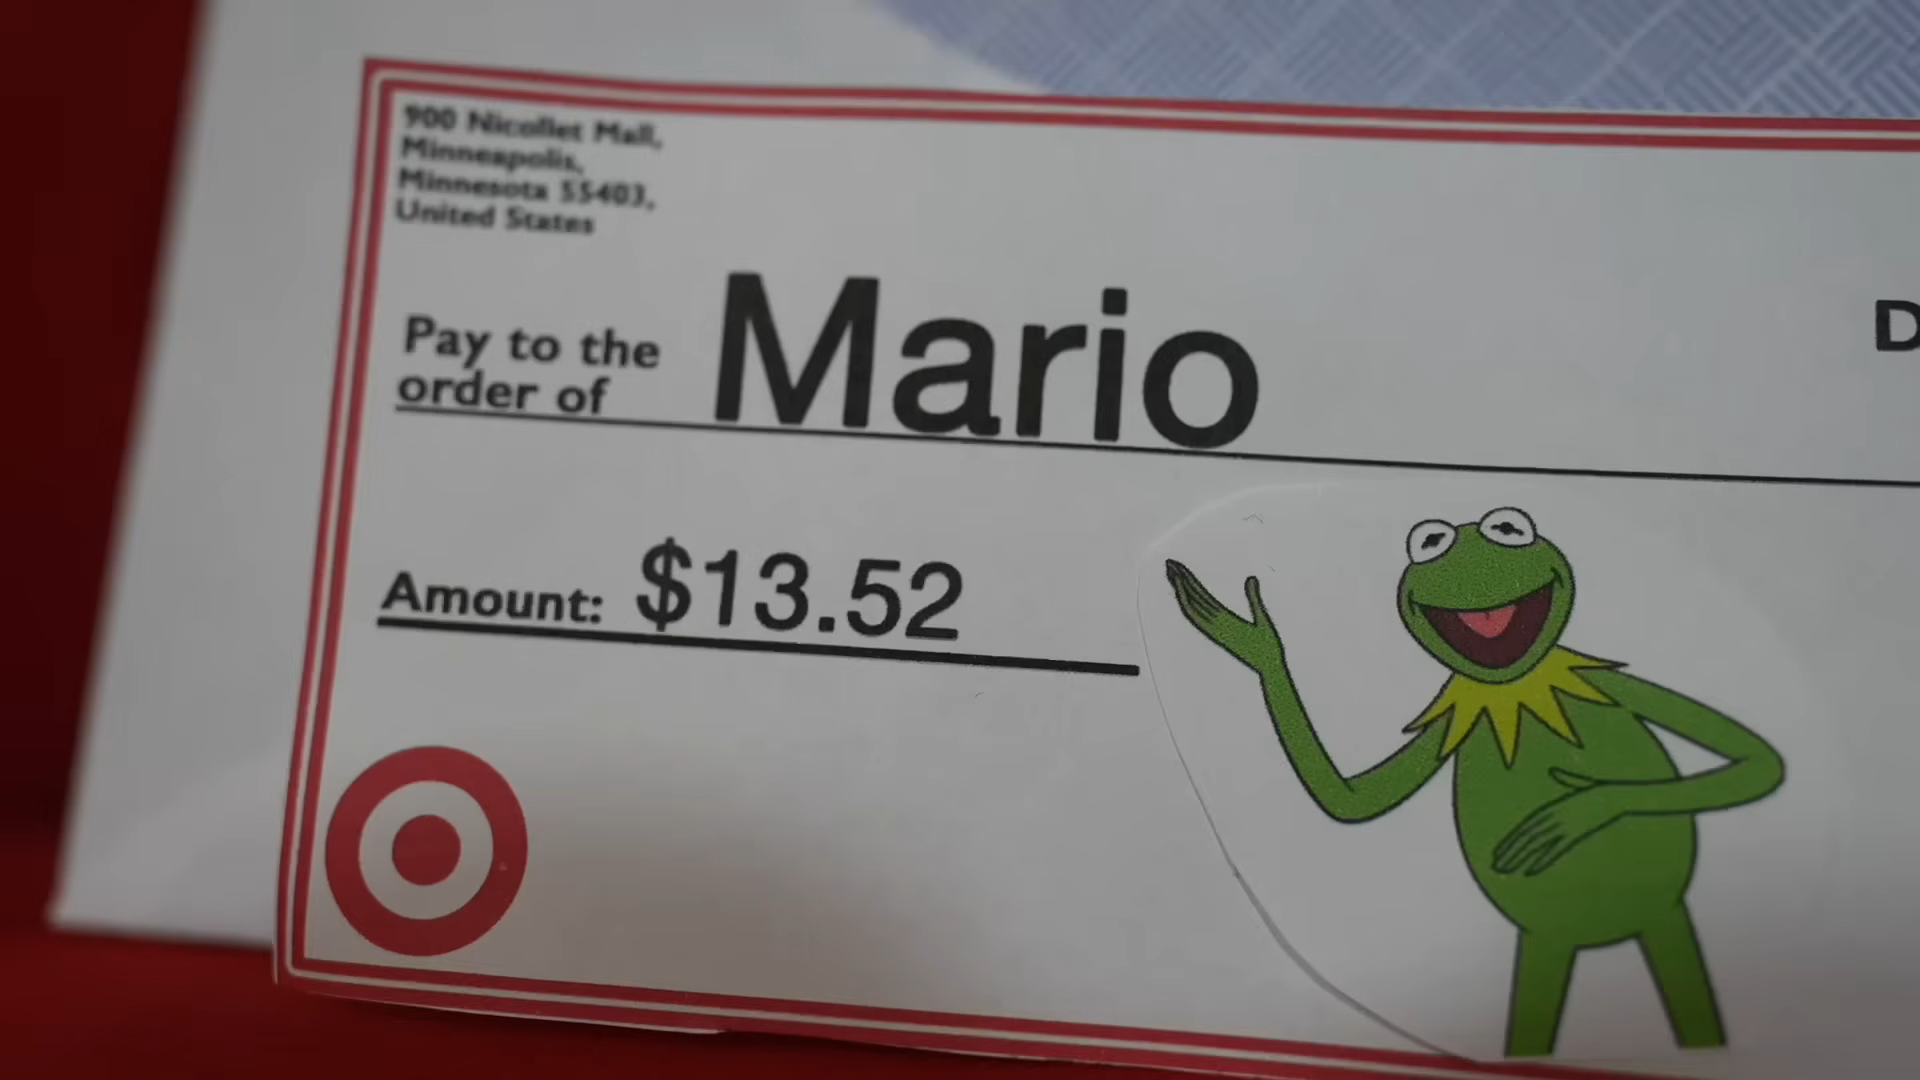 900 Nicollet Mall,
Minneapolis,
Minnesota 55403,
United States
Pay to the
order of
Mario
D
Amount: $13.52